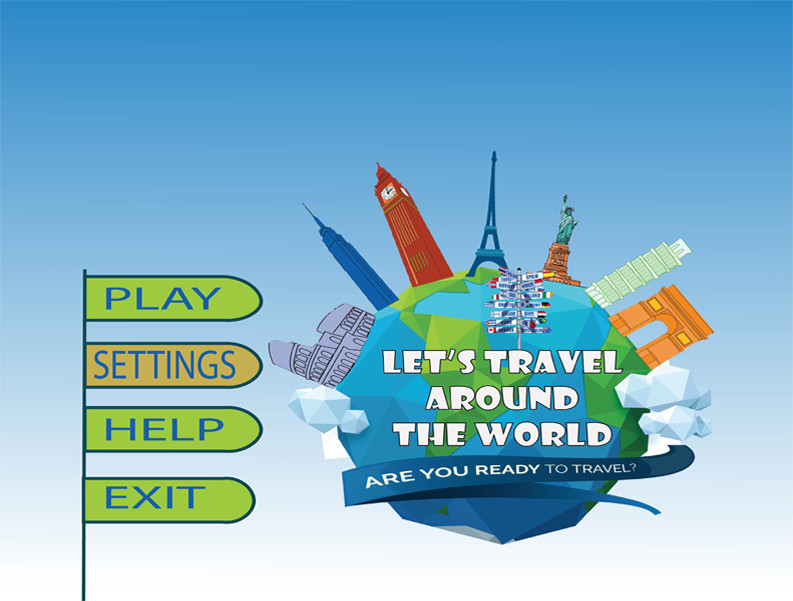 PLAY
SETTINGS
HELP
EXIT
LET'S TRAVEL
AROUND
THE WORLD
ARE YOU READY TO TRAVEL?